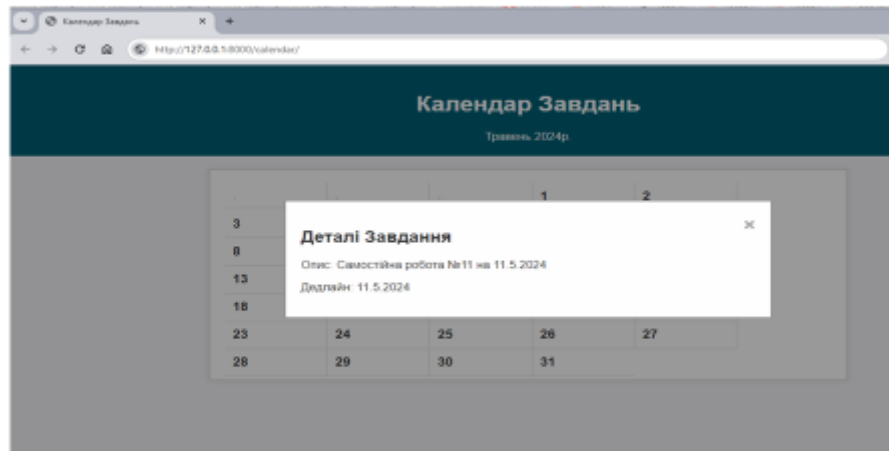 Календар Завдань
http://127.0.0.1:8000/calendar/
Календар Завдань
Травень 2024р.
1 2
3
8
13
18
Деталі Завдання
×
Опис: Самостійна робота №11 на 11.5.2024
Дедлайн: 11.5.2024
23 24 25 26 27
28 29 30 31